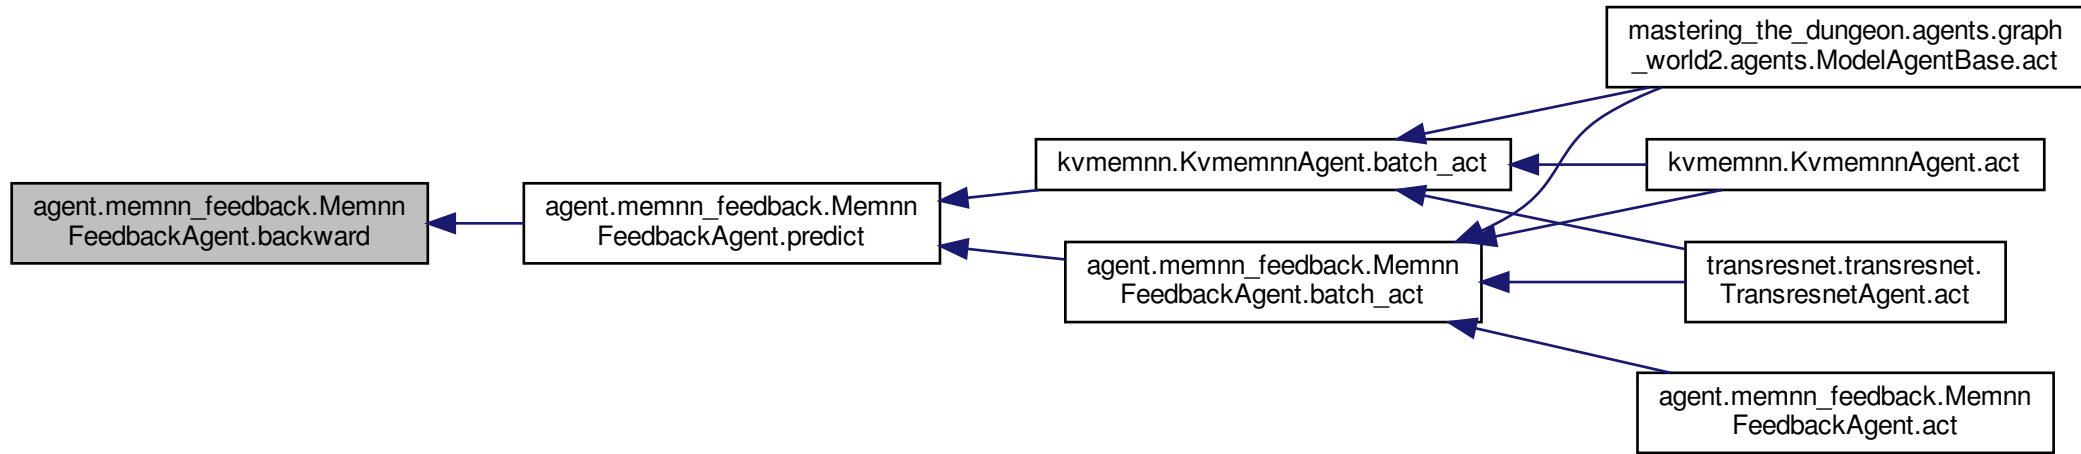 agent.memnn_feedback.Memnn
FeedbackAgent.backward
agent.memnn_feedback.Memnn
FeedbackAgent.predict
kvmemnn.KvmemnnAgent.batch_act
agent.memnn_feedback.Memnn
FeedbackAgent.batch_act
mastering_the_dungeon.agents.graph
_world2.agents.ModelAgentBase.act
kvmemnn.KvmemnnAgent.act
transresnet.transresnet.
TransresnetAgent.act
agent.memnn_feedback.Memnn
FeedbackAgent.act